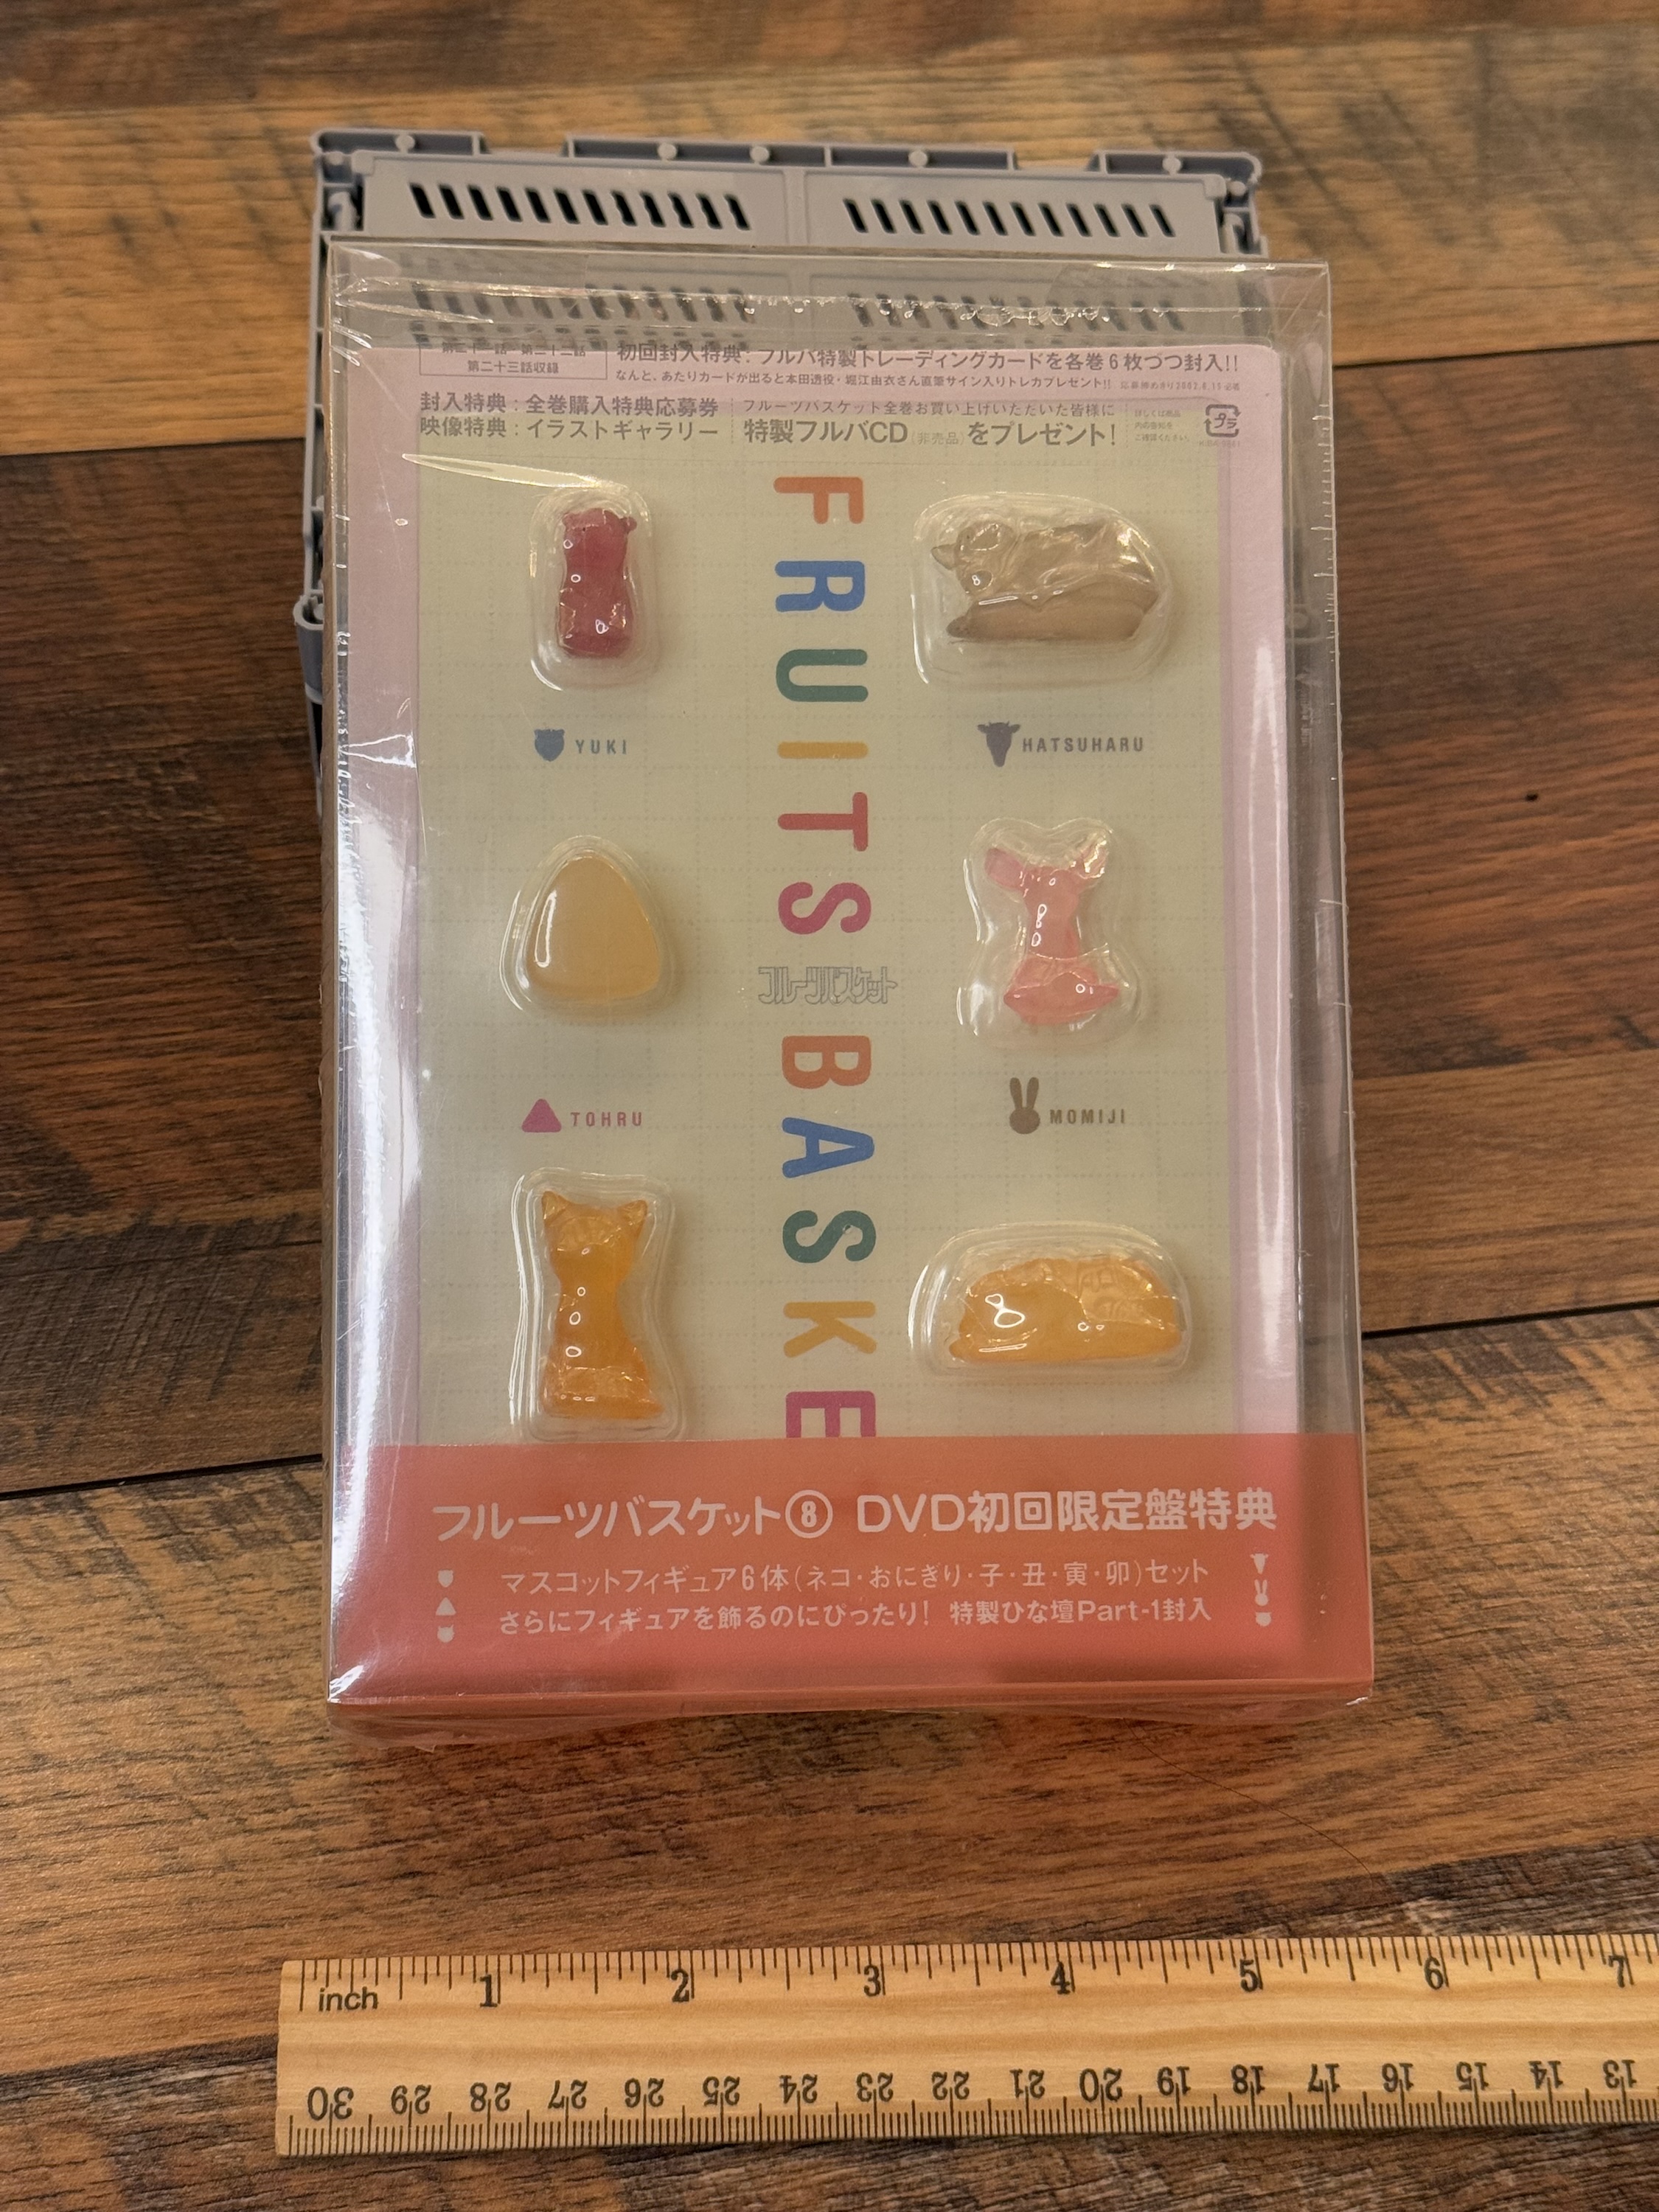 第二十三話収録
初回封入特典：フルバ特製トレーディングカードを各巻6枚づつ封入!!
なんと、あたりカードが出ると本田透役・堀江由衣さん直筆サイン入りトレカプレゼント!!
封入特典：全巻購入特典応募券
映像特典：イラストギャラリー
フルーツバスケット全巻お買い上げいただいた皆様に
特製フルバCD(非売品)をプレゼント!
プラ
FRUITS BASKE
フルーツバスケット
YUKI
HATSUHARU
TOHRU
MOMIJI
フルーツバスケット⑧ DVD初回限定盤特典
マスコットフィギュア6体(ネコ・おにぎり・子・丑・寅・卯)セット
さらにフィギュアを飾るのにぴったり! 特製ひな壇Part-1封入
inch 1 2 3 4 5 6 7
30 29 28 27 26 25 24 23 22 21 20 19 18 17 16 15 14 13